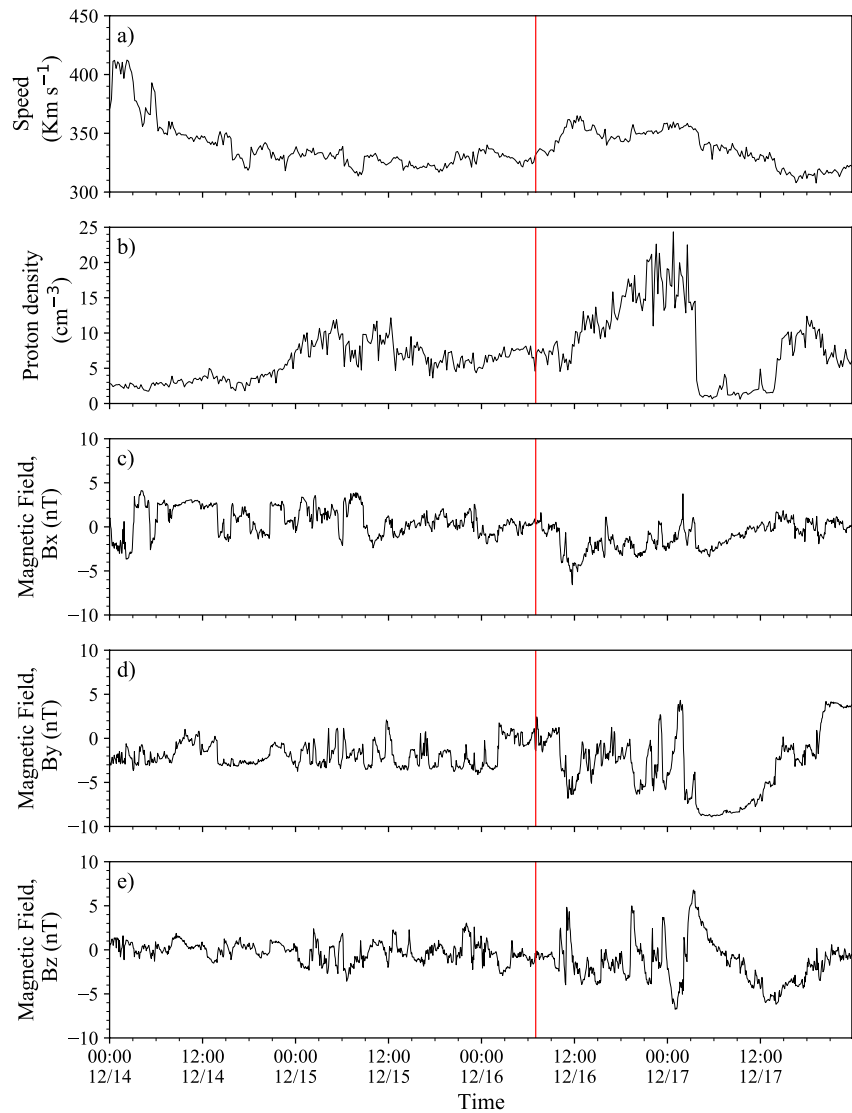 a)
Speed
(Km s⁻¹)
450
400
350
300
b)
Proton density
(cm⁻³)
25
20
15
10
5
0
c)
Magnetic Field,
Bx (nT)
10
5
0
−5
−10
d)
Magnetic Field,
By (nT)
10
5
0
−5
−10
e)
Magnetic Field,
Bz (nT)
10
5
0
−5
−10
00:00 12:00 00:00 12:00 00:00 12:00 00:00 12:00
12/14 12/14 12/15 12/15 12/16 12/16 12/17 12/17
Time